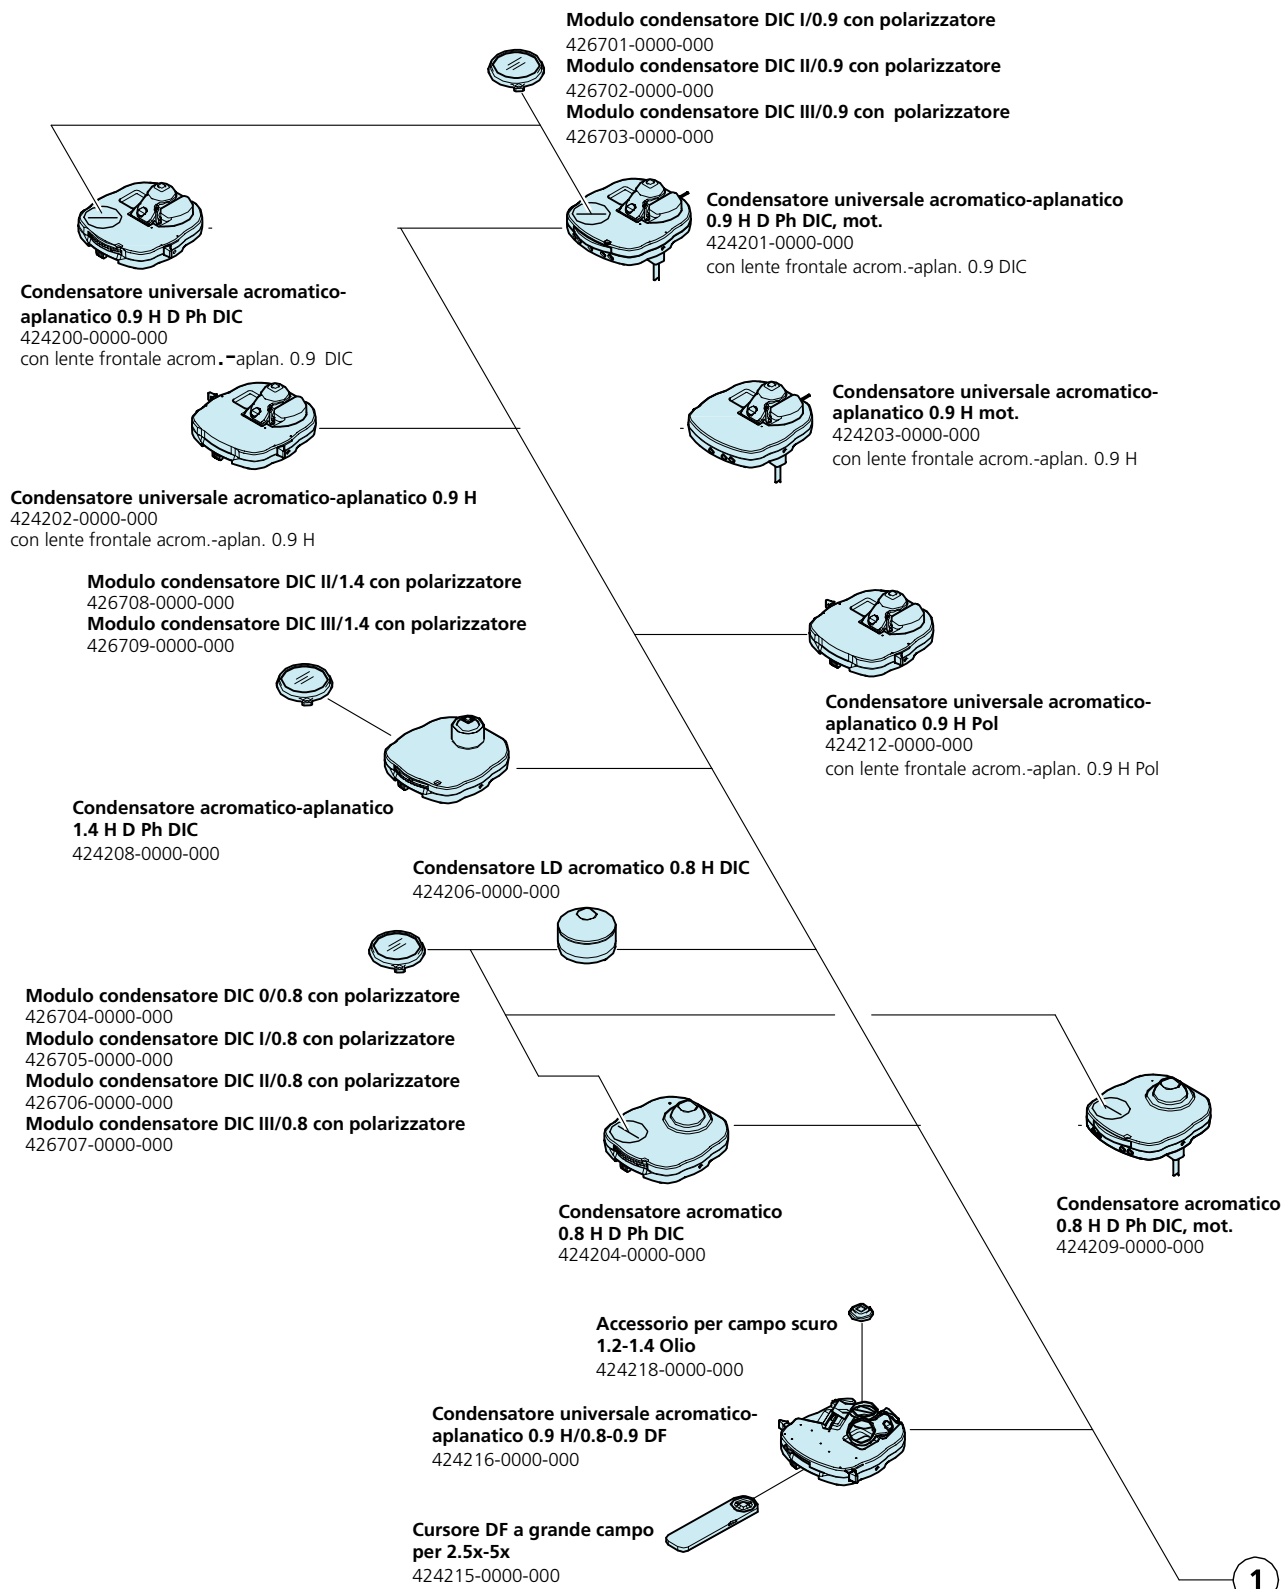 Modulo condensatore DIC I/0.9 con polarizzatore
426701-0000-000
Modulo condensatore DIC II/0.9 con polarizzatore
426702-0000-000
Modulo condensatore DIC III/0.9 con polarizzatore
426703-0000-000
Condensatore universale acromatico-aplanatico
0.9 H D Ph DIC, mot.
424201-0000-000
con lente frontale acrom.-aplan. 0.9 DIC
Condensatore universale acromatico-
aplanatico 0.9 H D Ph DIC
424200-0000-000
con lente frontale acrom.-aplan. 0.9 DIC
Condensatore universale acromatico-
aplanatico 0.9 H mot.
424203-0000-000
con lente frontale acrom.-aplan. 0.9 H
Condensatore universale acromatico-aplanatico 0.9 H
424202-0000-000
con lente frontale acrom.-aplan. 0.9 H
Modulo condensatore DIC II/1.4 con polarizzatore
426708-0000-000
Modulo condensatore DIC III/1.4 con polarizzatore
426709-0000-000
Condensatore universale acromatico-
aplanatico 0.9 H Pol
424212-0000-000
con lente frontale acrom.-aplan. 0.9 H Pol
Condensatore acromatico-aplanatico
1.4 H D Ph DIC
424208-0000-000
Condensatore LD acromatico 0.8 H DIC
424206-0000-000
Modulo condensatore DIC 0/0.8 con polarizzatore
426704-0000-000
Modulo condensatore DIC I/0.8 con polarizzatore
426705-0000-000
Modulo condensatore DIC II/0.8 con polarizzatore
426706-0000-000
Modulo condensatore DIC III/0.8 con polarizzatore
426707-0000-000
Condensatore acromatico
0.8 H D Ph DIC
424204-0000-000
Condensatore acromatico
0.8 H D Ph DIC, mot.
424209-0000-000
Accessorio per campo scuro
1.2-1.4 Olio
424218-0000-000
Condensatore universale acromatico-
aplanatico 0.9 H/0.8-0.9 DF
424216-0000-000
Cursore DF a grande campo
per 2.5x-5x
424215-0000-000
1